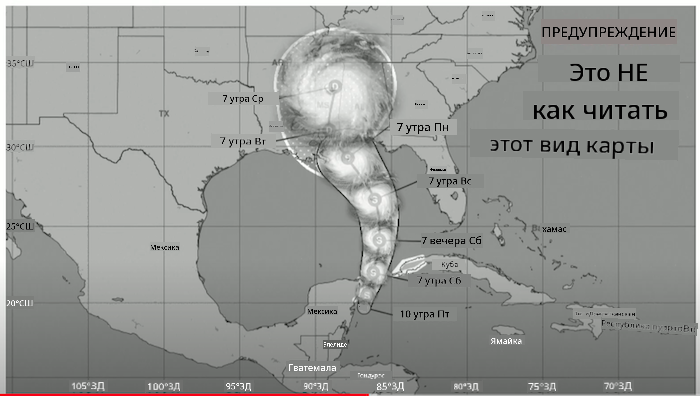 ПРЕДУПРЕЖДЕНИЕ
Это НЕ
как читать
этот вид карты
35°СШ
30°СШ
25°СШ
20°СШ
TX
7 утра Ср
7 утра Вт
7 утра Пн
7 утра Вс
7 вечера Сб
7 утра Сб
10 утра Пт
Мексика
Мексика
Куба
Ямайка
Гватемала
Гондурас
105°ЗД
100°ЗД
95°ЗД
90°ЗД
85°ЗД
80°ЗД
75°ЗД
70°ЗД